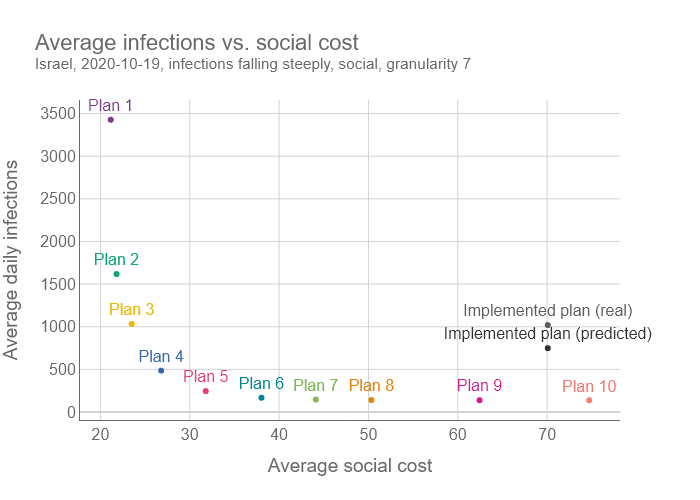 Average infections vs. social cost
Israel, 2020-10-19, infections falling steeply, social, granularity 7
Average daily infections
3500
3000
2500
2000
1500
1000
500
0
Plan 1
Plan 2
Plan 3
Plan 4
Plan 5
Plan 6
Plan 7
Plan 8
Plan 9
Plan 10
Implemented plan (real)
Implemented plan (predicted)
20
30
40
50
60
70
Average social cost